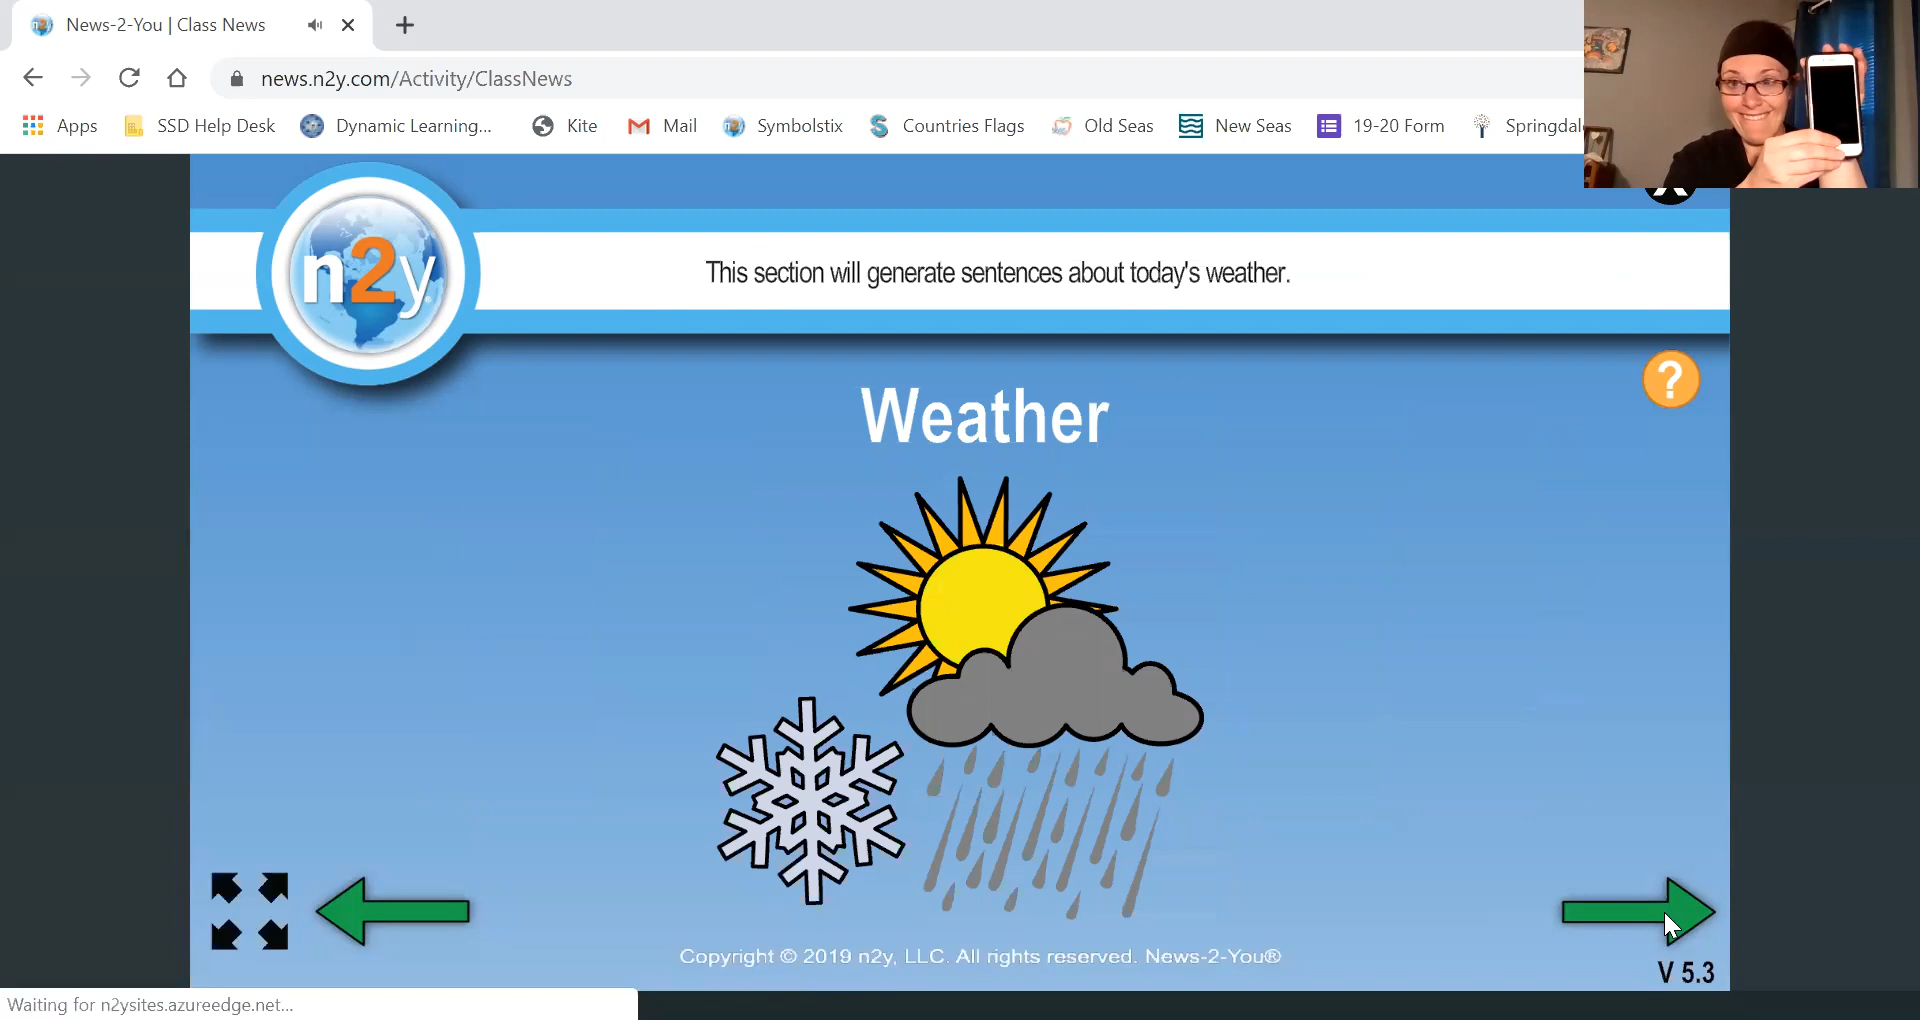 News-2-You | Class News
news.n2y.com/Activity/ClassNews
Apps SSD Help Desk Dynamic Learning... Kite Mail Symbolstix Countries Flags Old Seas New Seas 19-20 Form
n2y
This section will generate sentences about today's weather.
?
Weather
Copyright © 2019 n2y, LLC. All rights reserved. News-2-You®
V 5.3
Waiting for n2ysites.azureedge.net...